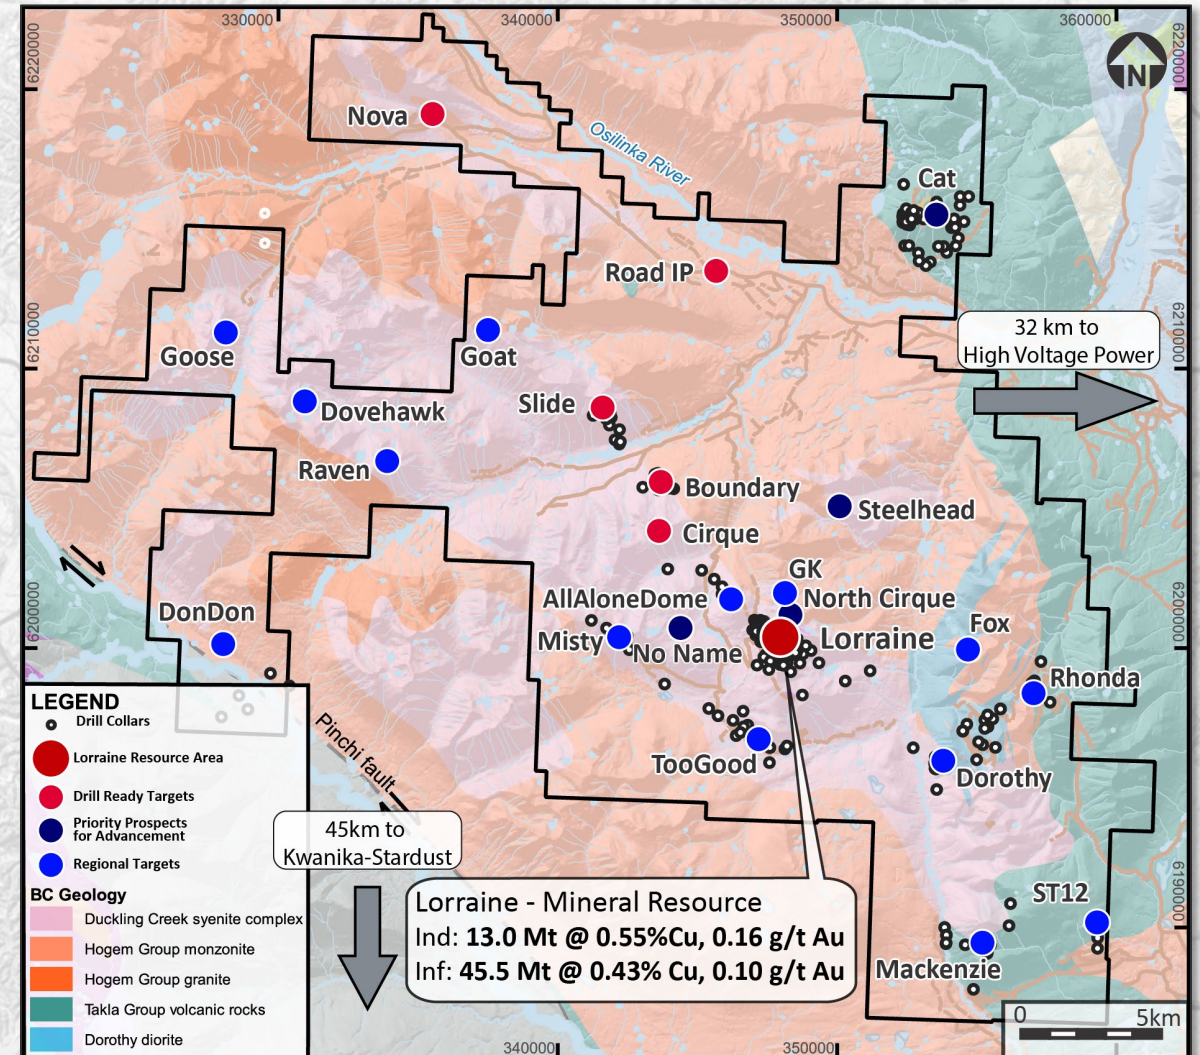 330000
340000
350000
360000
6220000
6220000
N
Nova
Osilinka River
Cat
Road IP
6210000
6210000
32 km to
High Voltage Power
Goose
Goat
Dovehawk
Slide
Raven
Boundary
Steelhead
Cirque
GK
AllAloneDome
North Cirque
6200000
6200000
DonDon
Misty
No Name
Lorraine
Fox
Rhonda
TooGood
Dorothy
Pinchi fault
45km to
Kwanika-Stardust
LEGEND
Drill Collars
Lorraine Resource Area
Drill Ready Targets
Priority Prospects
for Advancement
Regional Targets
BC Geology
Duckling Creek syenite complex
Hogem Group monzonite
Hogem Group granite
Takla Group volcanic rocks
Dorothy diorite
Lorraine - Mineral Resource
Ind: 13.0 Mt @ 0.55%Cu, 0.16 g/t Au
Inf: 45.5 Mt @ 0.43% Cu, 0.10 g/t Au
6190000
ST12
Mackenzie
0 5km
340000
350000